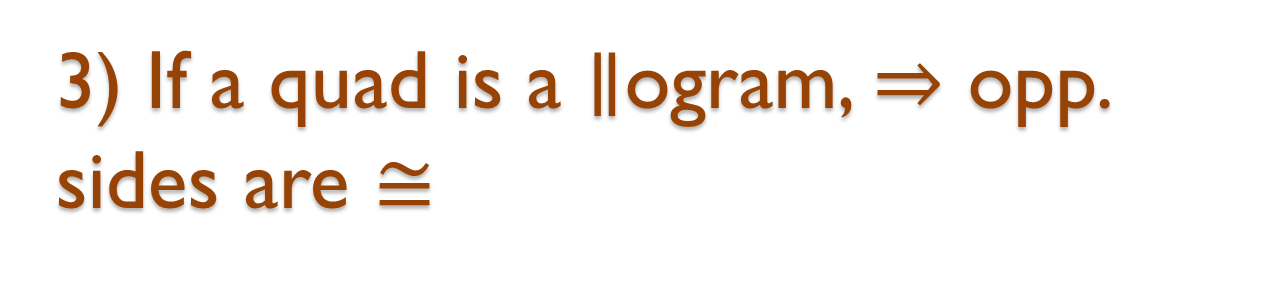 3) If a quad is a ∥ogram, ⇒ opp.
sides are ≅